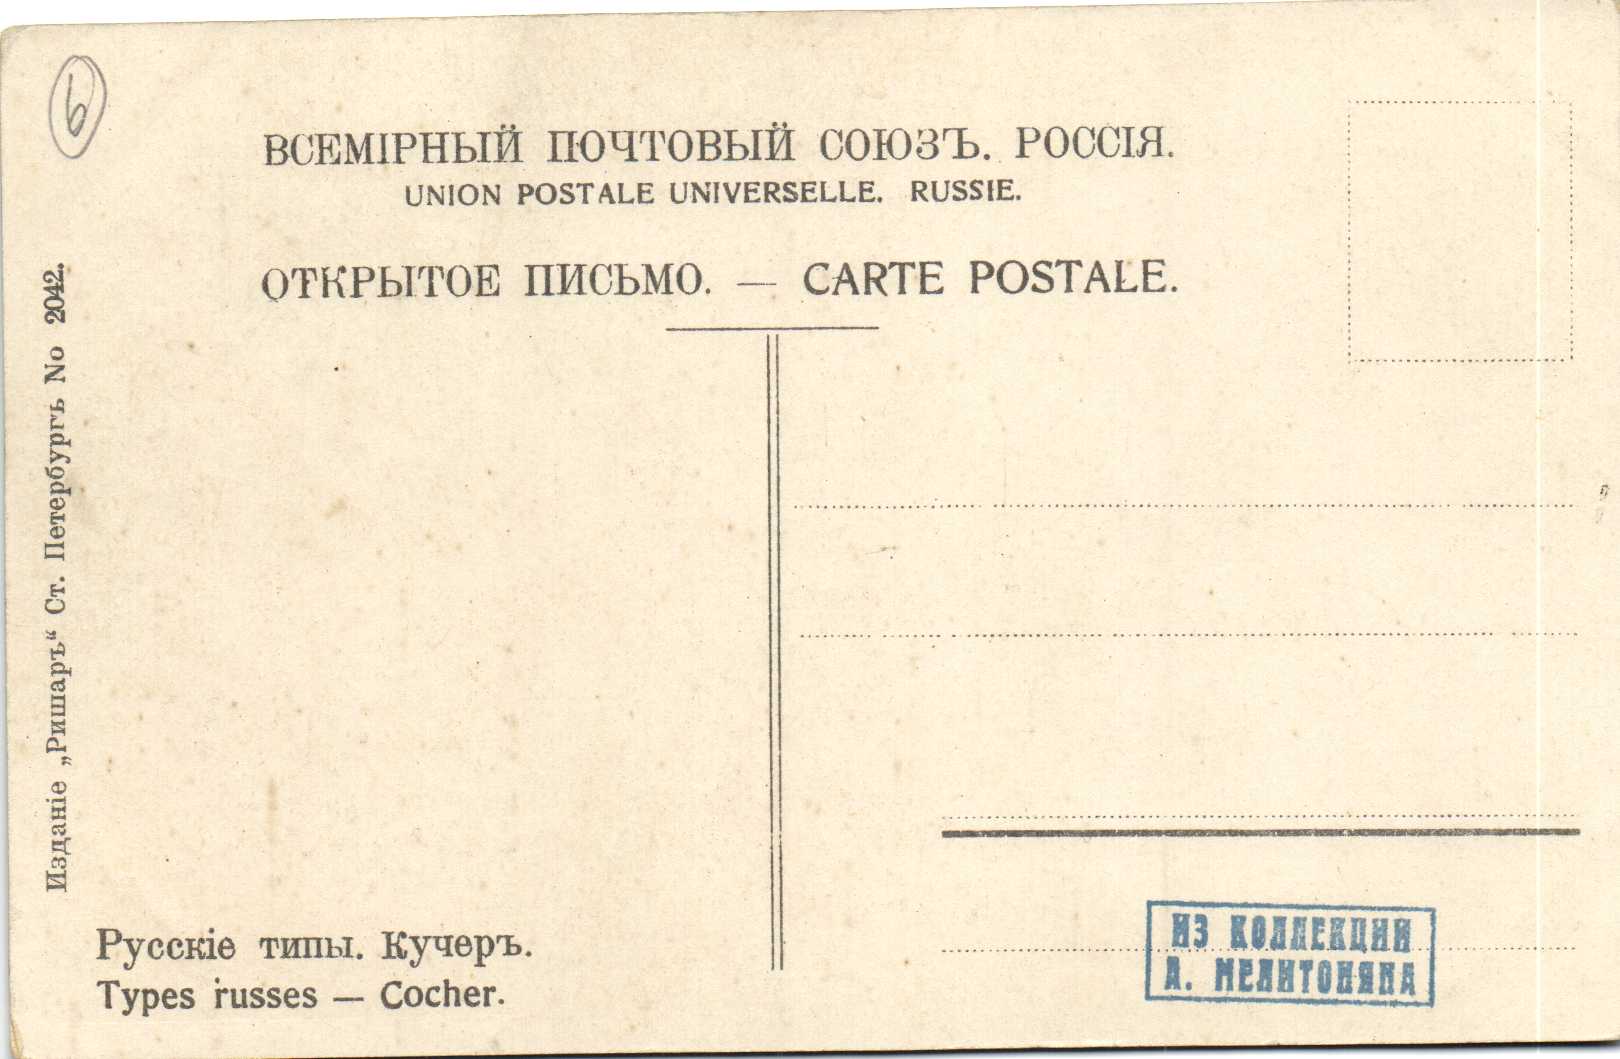 6
ВСЕМІРНЫЙ ПОЧТОВЫЙ СОЮЗЪ. РОССІЯ.
UNION POSTALE UNIVERSELLE. RUSSIE.
ОТКРЫТОЕ ПИСЬМО. — CARTE POSTALE.
Изданіе „Ришаръ“ Ст. Петербургъ No 2042.
Русскіе типы. Кучеръ.
Types russes — Cocher.
ИЗ КОЛЛЕКЦИИ
А. МЕЛИТОНЯНА